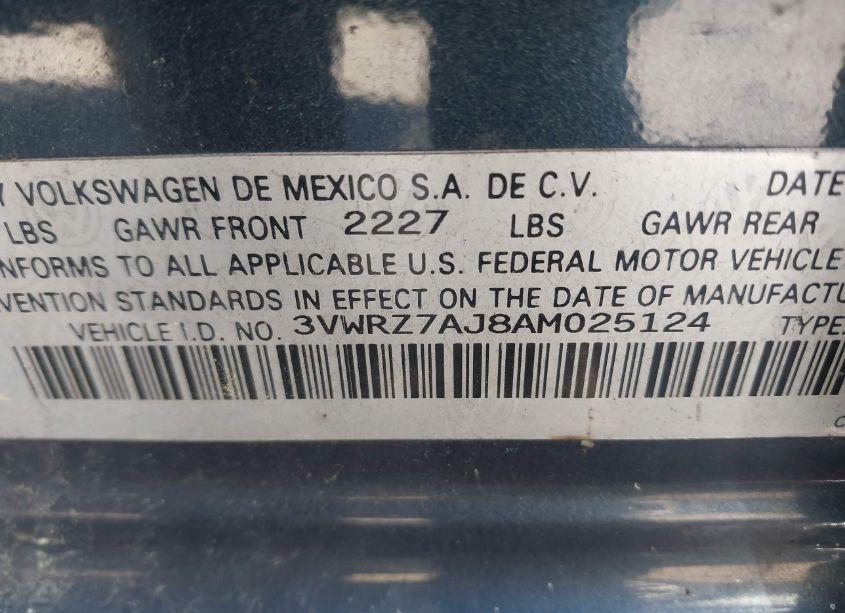 VOLKSWAGEN DE MEXICO S.A. DE C.V. DATE
LBS GAWR FRONT 2227 LBS GAWR REAR
NFORMS TO ALL APPLICABLE U.S. FEDERAL MOTOR VEHICLE
VENTION STANDARDS IN EFFECT ON THE DATE OF MANUFACTU
VEHICLE I.D. NO. 3VWRZ7AJ8AM025124 TYPE: